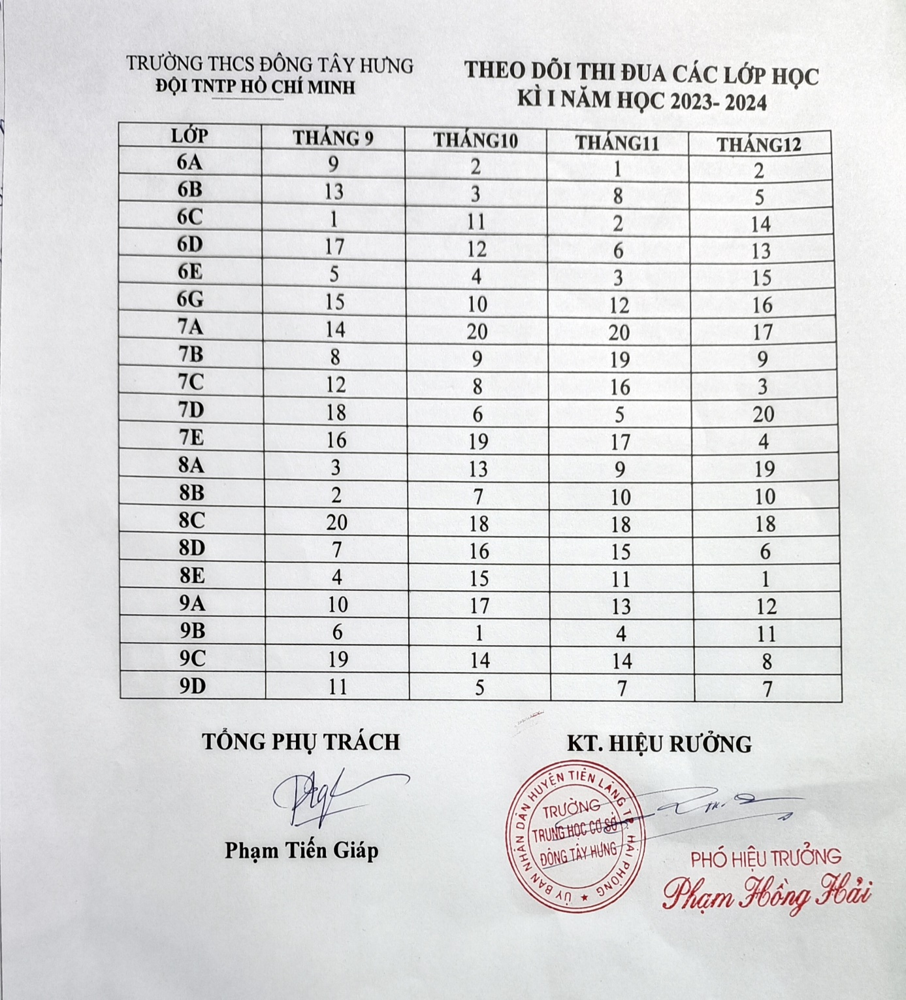 TRƯỜNG THCS ĐÔNG TÂY HƯNG
ĐỘI TNTP HỒ CHÍ MINH
THEO DÕI THI ĐUA CÁC LỚP HỌC
KÌ I NĂM HỌC 2023- 2024
LỚP THÁNG 9 THÁNG10 THÁNG11 THÁNG12
6A 9 2 1 2
6B 13 3 8 5
6C 1 11 2 14
6D 17 12 6 13
6E 5 4 3 15
6G 15 10 12 16
7A 14 20 20 17
7B 8 9 19 9
7C 12 8 16 3
7D 18 6 5 20
7E 16 19 17 4
8A 3 13 9 19
8B 2 7 10 10
8C 20 18 18 18
8D 7 16 15 6
8E 4 15 11 1
9A 10 17 13 12
9B 6 1 4 11
9C 19 14 14 8
9D 11 5 7 7
TỔNG PHỤ TRÁCH
Phạm Tiến Giáp
KT. HIỆU RƯỞNG
ỦY BAN NHÂN DÂN HUYỆN TIÊN LÃNG TP. HẢI PHÒNG
TRƯỜNG
TRUNG HỌC CƠ SỞ
ĐÔNG TÂY HƯNG
PHÓ HIỆU TRƯỞNG
Phạm Hồng Hải